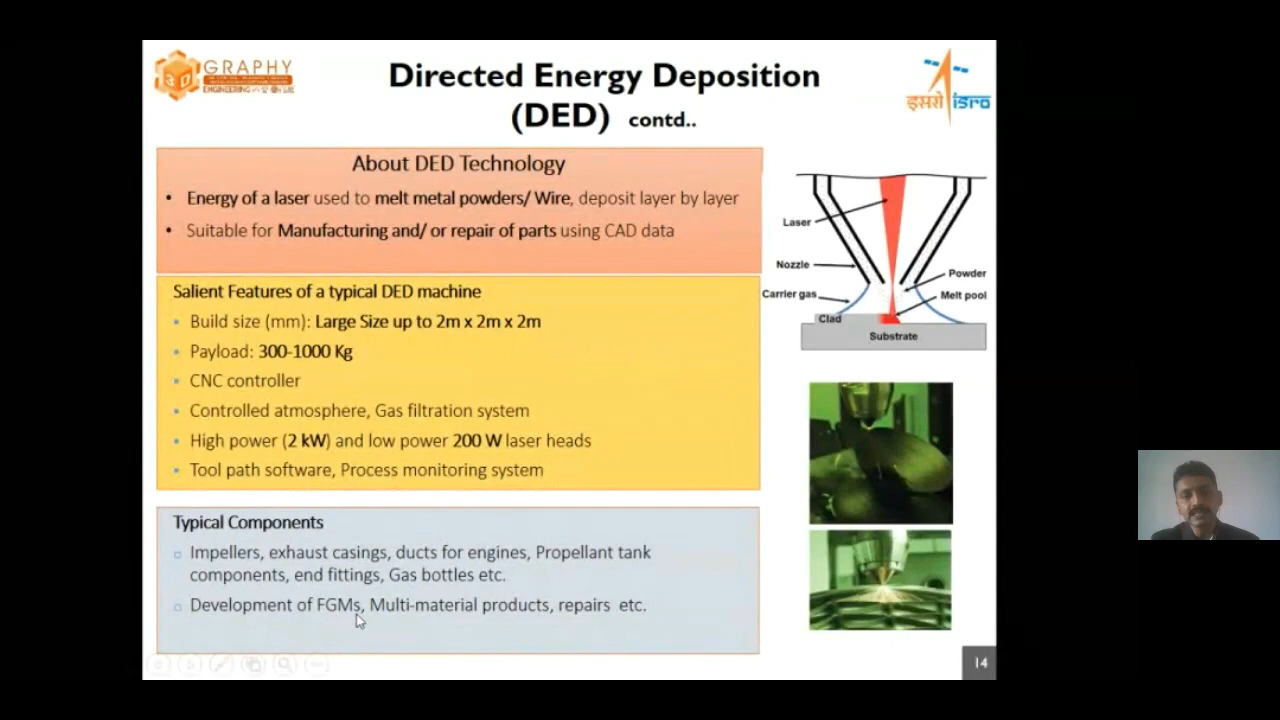 GRAPHY
Directed Energy Deposition
(DED) contd..
इसरो isro
About DED Technology
• Energy of a laser used to melt metal powders/ Wire, deposit layer by layer
• Suitable for Manufacturing and/ or repair of parts using CAD data
Salient Features of a typical DED machine
▪ Build size (mm): Large Size up to 2m x 2m x 2m
▪ Payload: 300-1000 Kg
▪ CNC controller
▪ Controlled atmosphere, Gas filtration system
▪ High power (2 kW) and low power 200 W laser heads
▪ Tool path software, Process monitoring system
Typical Components
▫ Impellers, exhaust casings, ducts for engines, Propellant tank
components, end fittings, Gas bottles etc.
▫ Development of FGMs, Multi-material products, repairs etc.
Laser
Nozzle
Powder
Carrier gas
Melt pool
Clad
Substrate
14